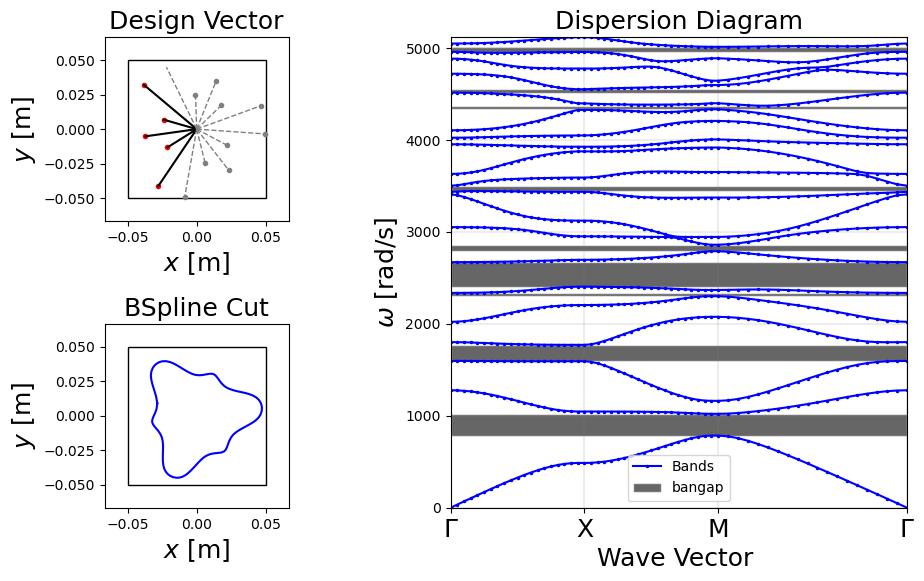 Design Vector
0.050
0.025
0.000
−0.025
−0.050
y [m]
−0.05
0.00
0.05
x [m]
BSpline Cut
0.050
0.025
0.000
−0.025
−0.050
y [m]
−0.05
0.00
0.05
x [m]
Dispersion Diagram
5000
4000
3000
2000
1000
0
ω [rad/s]
Bands
bangap
Γ
X
M
Γ
Wave Vector